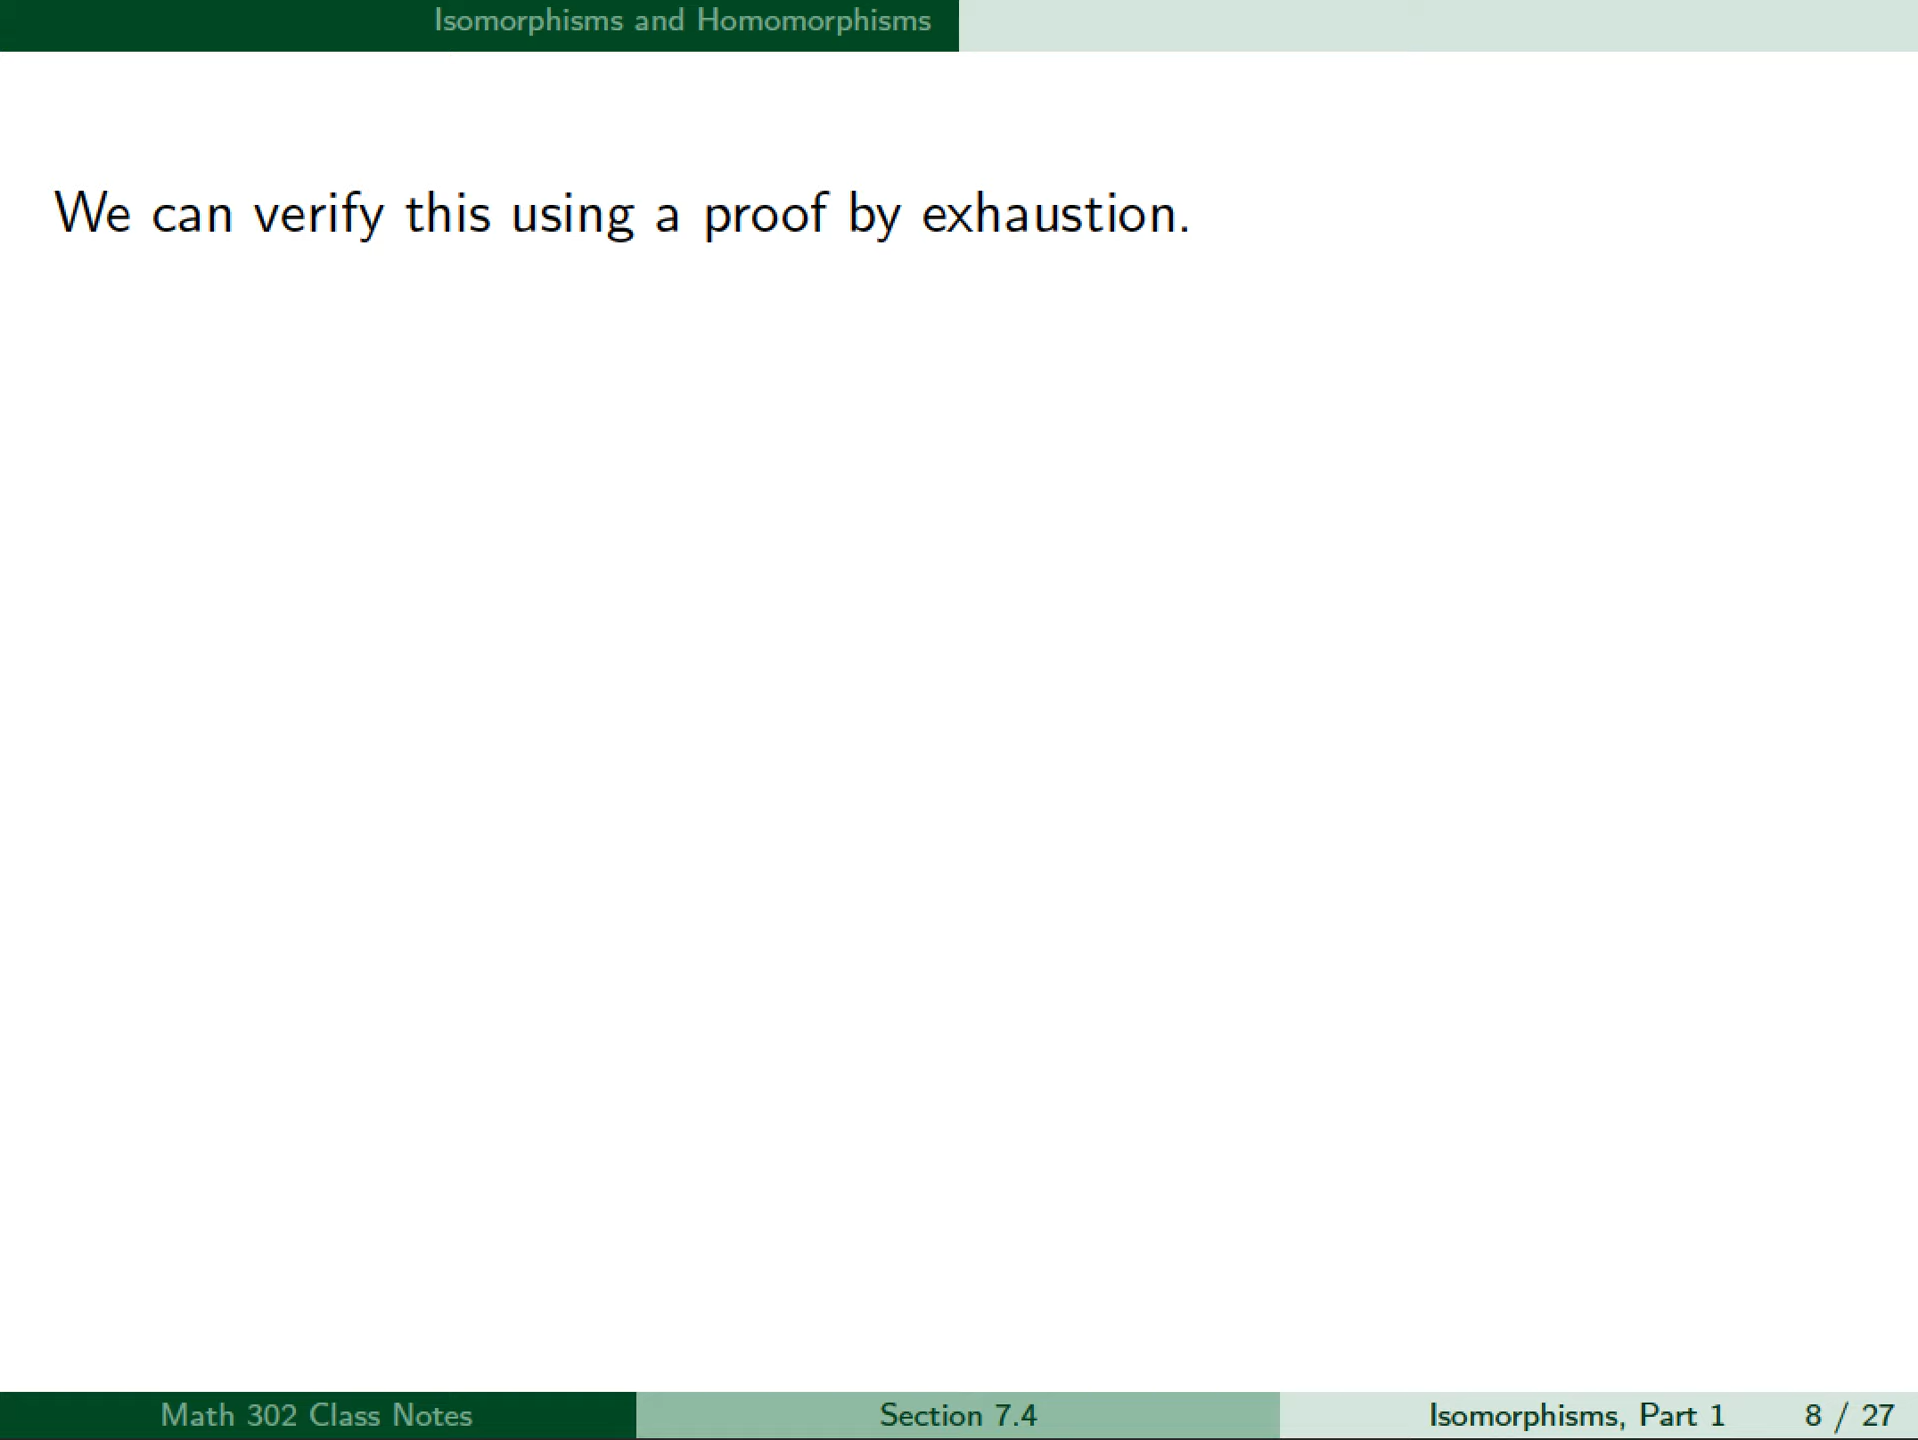 Isomorphisms and Homomorphisms
We can verify this using a proof by exhaustion.
Math 302 Class Notes Section 7.4 Isomorphisms, Part 1 8 / 27